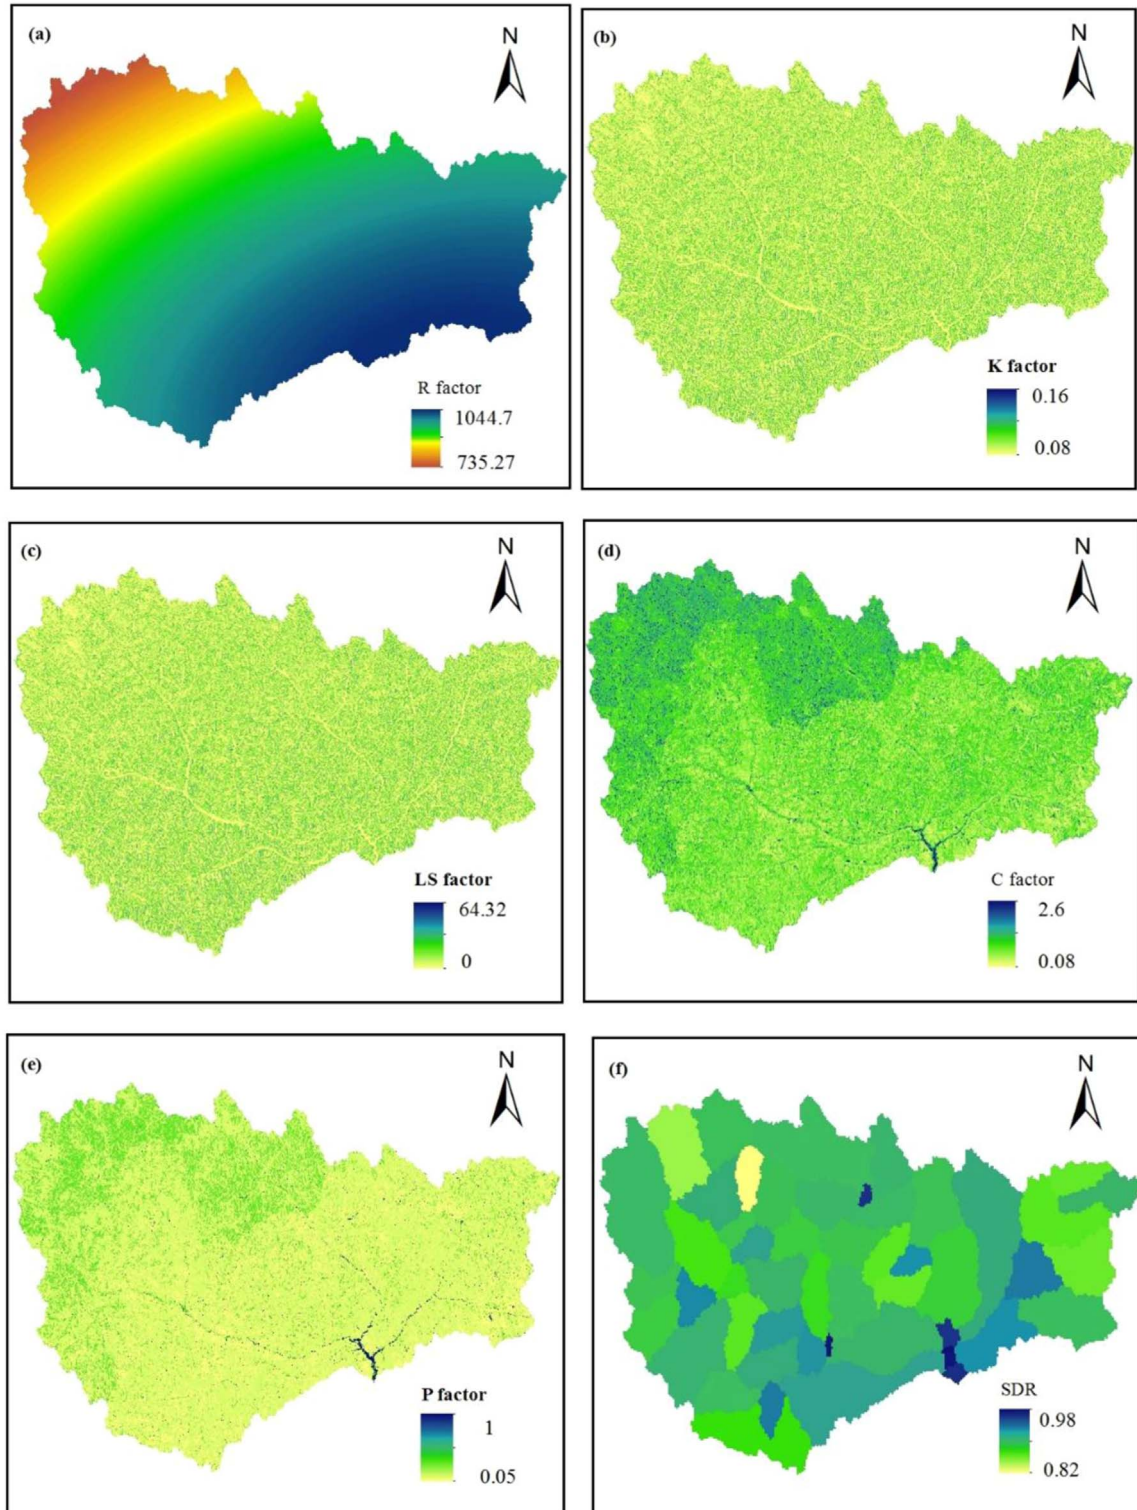 (a)
N
R factor
1044.7
735.27
(b)
N
K factor
0.16
0.08
(c)
N
LS factor
64.32
0
(d)
N
C factor
2.6
0.08
(e)
N
P factor
1
0.05
(f)
N
SDR
0.98
0.82